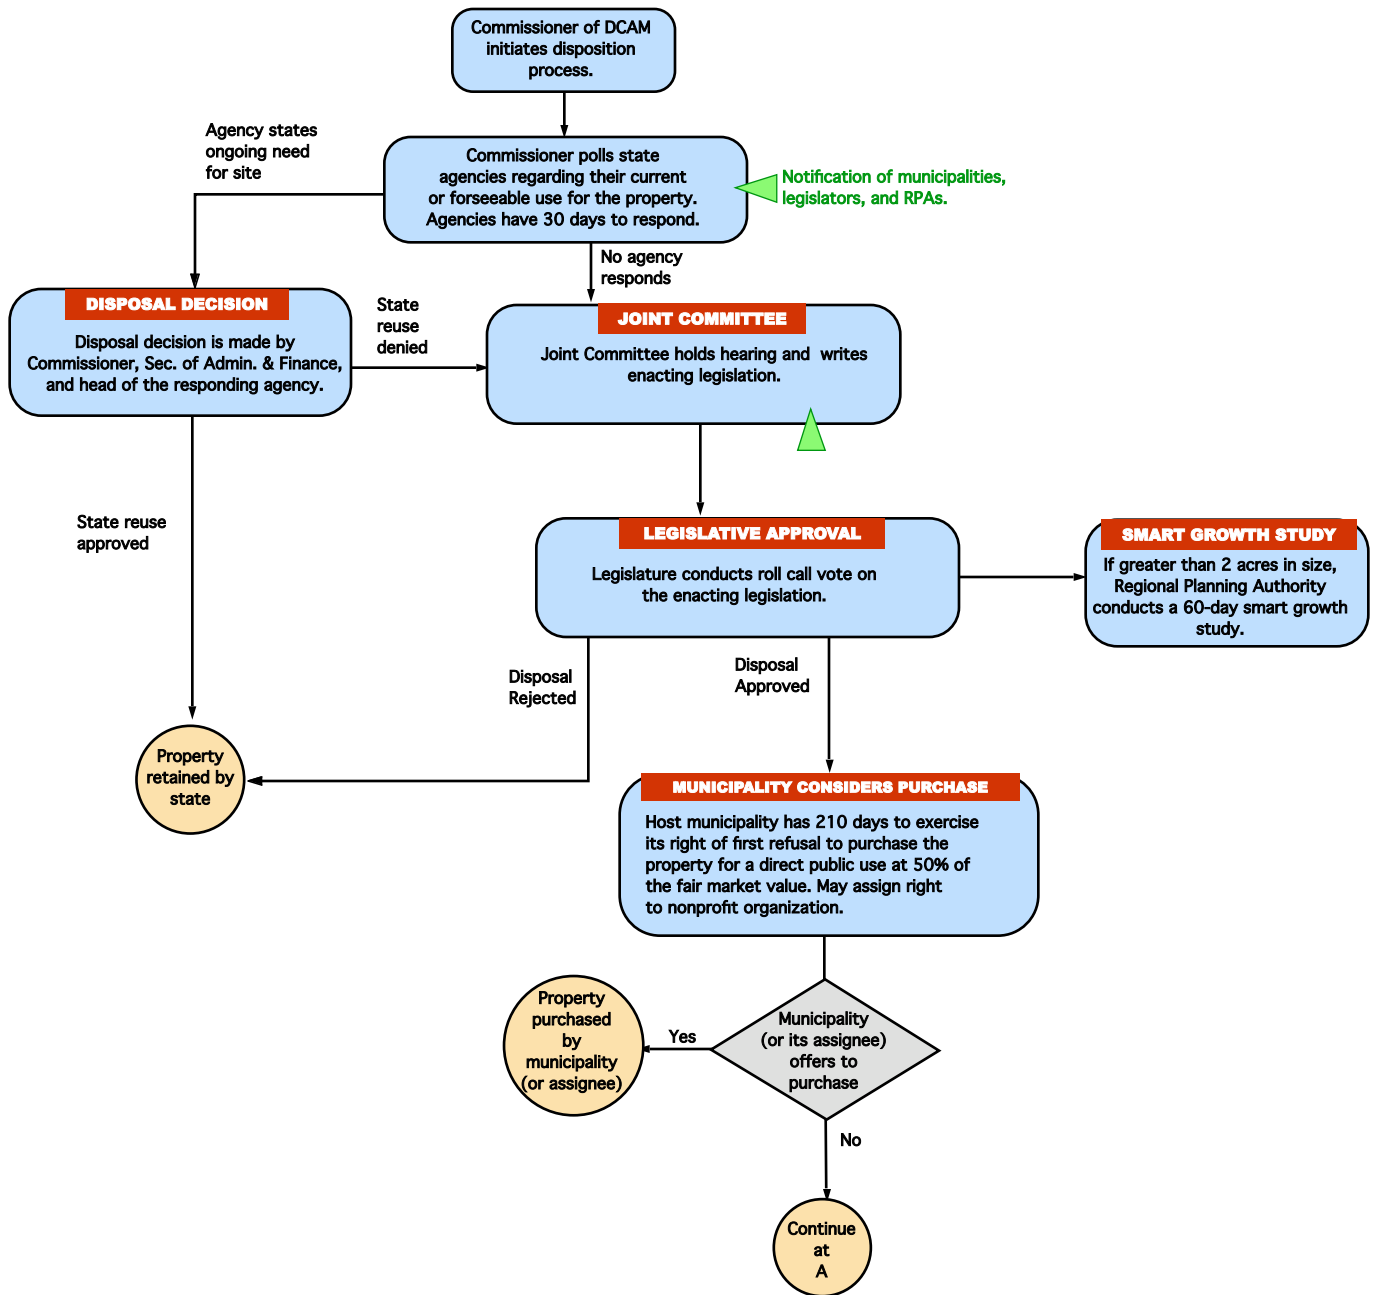 Commissioner of DCAM
initiates disposition
process.
Agency states
ongoing need
for site
Commissioner polls state
agencies regarding their current
or forseeable use for the property.
Agencies have 30 days to respond.
Notification of municipalities,
legislators, and RPAs.
No agency
responds
DISPOSAL DECISION
Disposal decision is made by
Commissioner, Sec. of Admin. & Finance,
and head of the responding agency.
State
reuse
denied
JOINT COMMITTEE
Joint Committee holds hearing and writes
enacting legislation.
State reuse
approved
LEGISLATIVE APPROVAL
Legislature conducts roll call vote on
the enacting legislation.
SMART GROWTH STUDY
If greater than 2 acres in size,
Regional Planning Authority
conducts a 60-day smart growth
study.
Disposal
Rejected
Disposal
Approved
Property
retained by
state
MUNICIPALITY CONSIDERS PURCHASE
Host municipality has 210 days to exercise
its right of first refusal to purchase the
property for a direct public use at 50% of
the fair market value. May assign right
to nonprofit organization.
Property
purchased
by
municipality
(or assignee)
Yes
Municipality
(or its assignee)
offers to
purchase
No
Continue
at
A